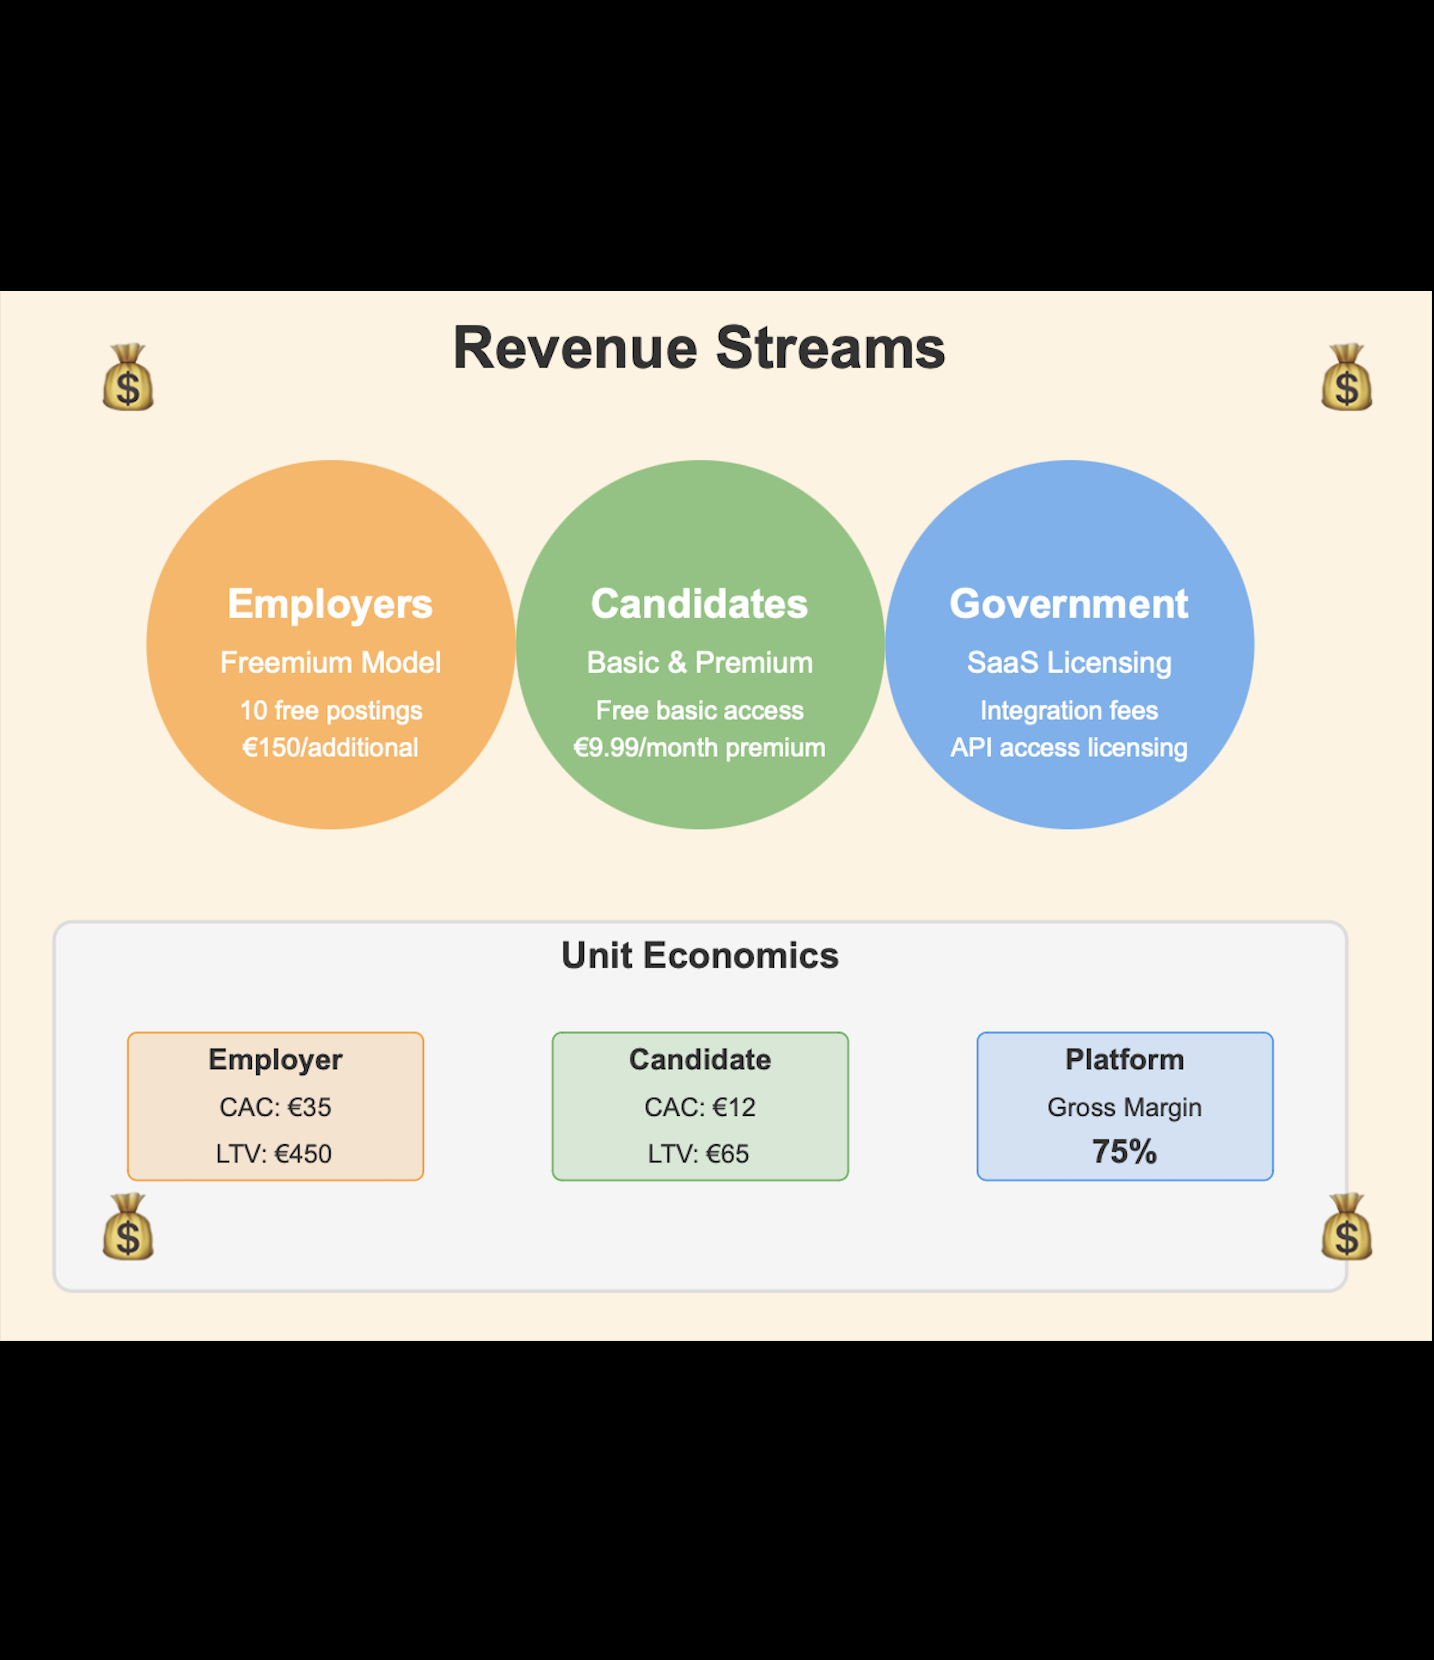 Revenue Streams
Employers
Freemium Model
10 free postings
€150/additional
Candidates
Basic & Premium
Free basic access
€9.99/month premium
Government
SaaS Licensing
Integration fees
API access licensing
Unit Economics
Employer
CAC: €35
LTV: €450
Candidate
CAC: €12
LTV: €65
Platform
Gross Margin
75%
$
$
$
$